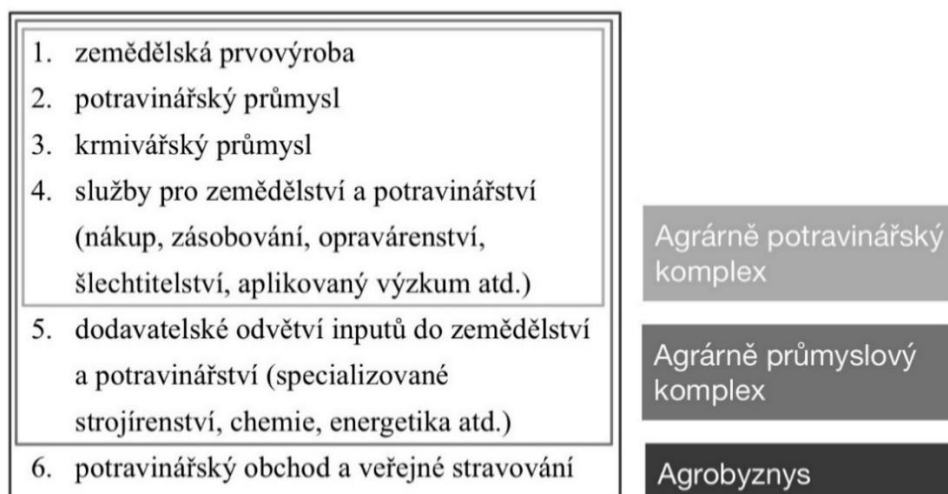 1. zemědělská prvovýroba
2. potravinářský průmysl
3. krmivářský průmysl
4. služby pro zemědělství a potravinářství
(nákup, zásobování, opravárenství,
šlechtitelství, aplikovaný výzkum atd.)
5. dodavatelské odvětví inputů do zemědělství
a potravinářství (specializované
strojírenství, chemie, energetika atd.)
6. potravinářský obchod a veřejné stravování
Agrárně potravinářský
komplex
Agrárně průmyslový
komplex
Agrobyznys